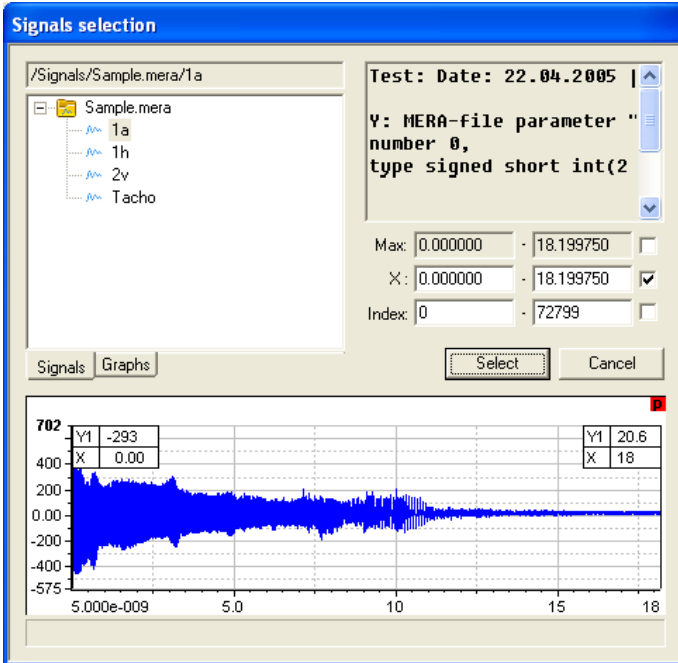 Signals selection
/Signals/Sample.mera/1a
Sample.mera
1a
1h
2v
Tacho
Signals
Graphs
Test: Date: 22.04.2005 |
Y: MERA-file parameter "
number 0,
type signed short int(2
Max: 0.000000 - 18.199750
X: 0.000000 - 18.199750
Index: 0 - 72799
Select
Cancel
p
702
400
200
0.00
-200
-400
-575
Y1 -293
X 0.00
Y1 20.6
X 18
5.000e-009 5.0 10 15 18